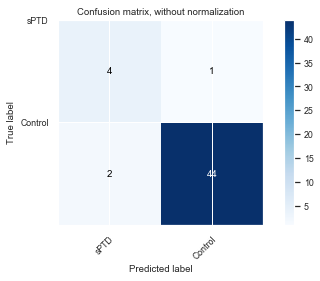 Confusion matrix, without normalization
sPTD
4
1
40
35
30
Control
25
2
44
20
15
10
5
sPTD
Control
True label
Predicted label